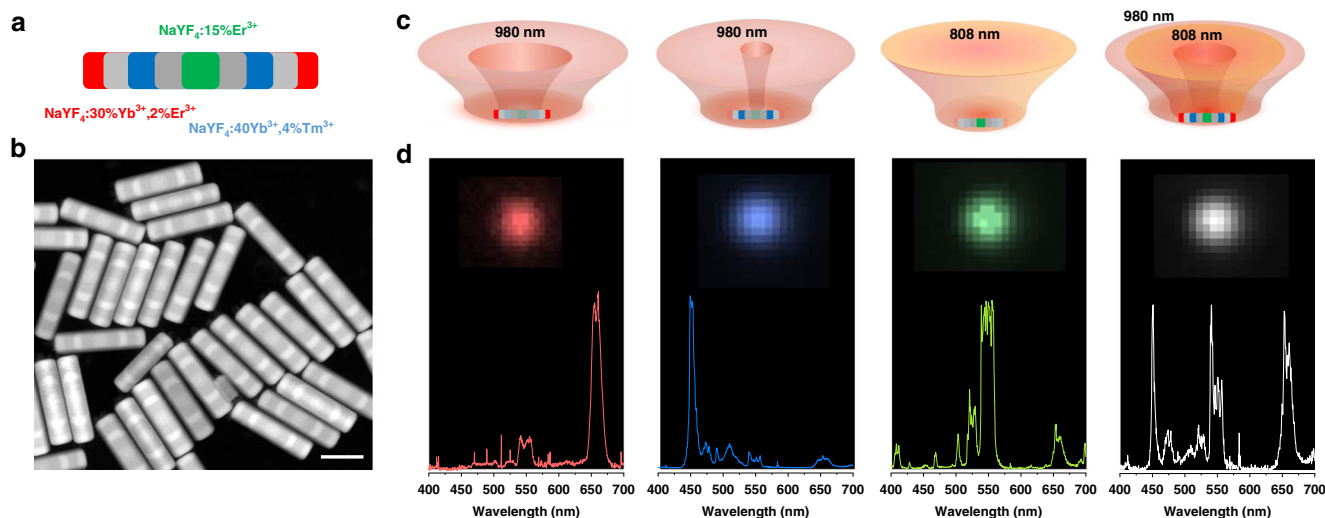 a
NaYF4:15%Er3+
NaYF4:30%Yb3+,2%Er3+
NaYF4:40Yb3+,4%Tm3+
b
c
980 nm
980 nm
808 nm
980 nm
808 nm
d
400 450 500 550 600 650 700
Wavelength (nm)
400 450 500 550 600 650 700
Wavelength (nm)
400 450 500 550 600 650 700
Wavelength (nm)
400 450 500 550 600 650 700
Wavelength (nm)